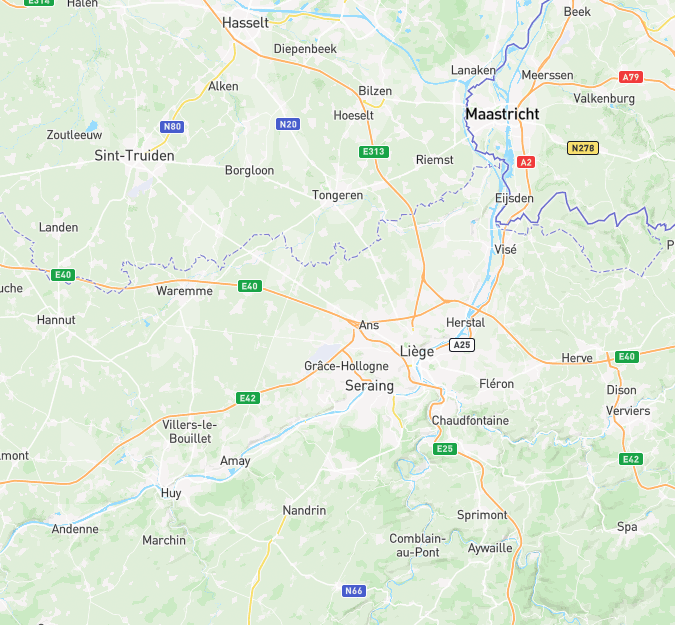 E314
Halen
Hasselt
Beek
Diepenbeek
Lanaken
Meerssen
A79
Alken
Bilzen
Valkenburg
Hoeselt
Maastricht
Zoutleeuw
N80
N20
N278
Sint-Truiden
E313
Riemst
A2
Borgloon
Tongeren
Eijsden
Landen
Visé
E40
E40
Waremme
Hannut
Ans
Herstal
A25
Liège
Herve
E40
Grâce-Hollogne
Seraing
Fléron
Dison
E42
Verviers
Villers-le-
Bouillet
Chaudfontaine
E25
Amay
E42
Huy
Nandrin
Sprimont
Andenne
Spa
Marchin
Comblain-
au-Pont
Aywaille
N66